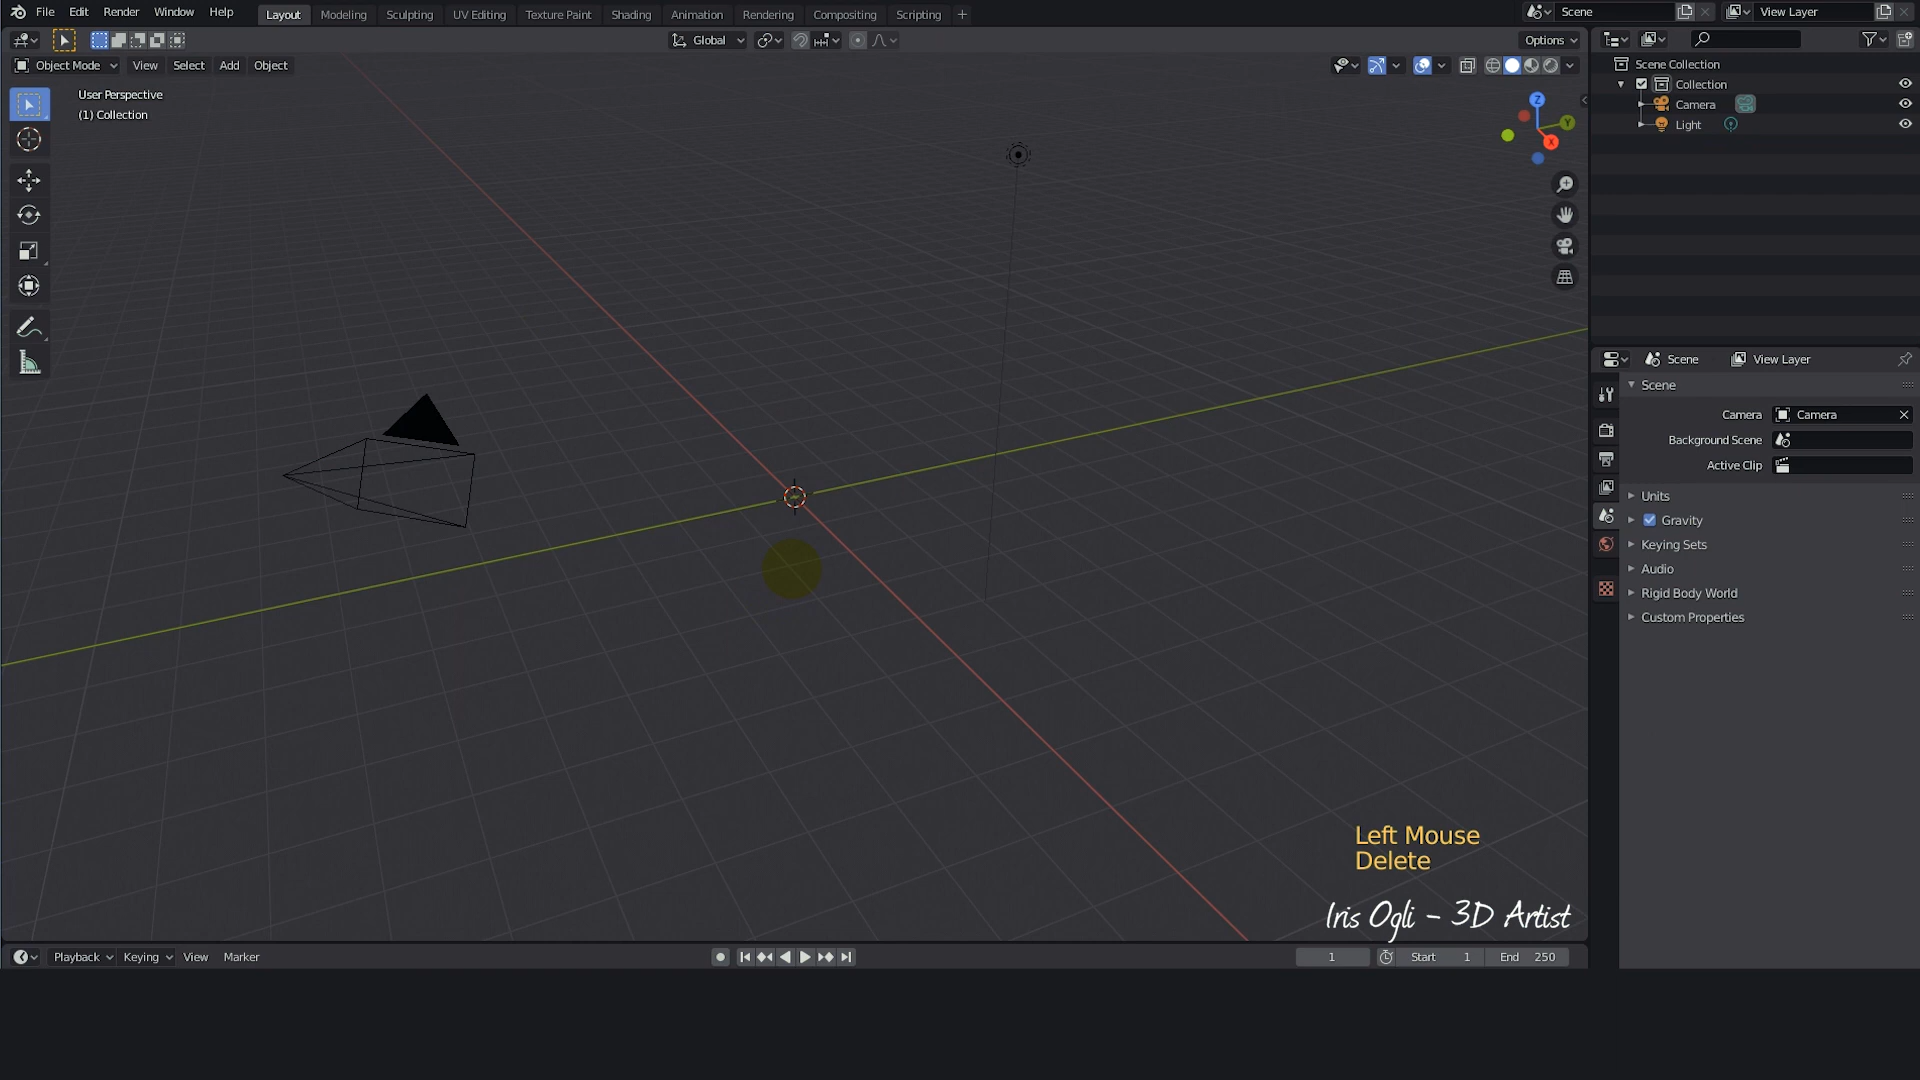 File Edit Render Window Help Layout Modeling Sculpting UV Editing Texture Paint Shading Animation Rendering Compositing Scripting + Scene View Layer
Global Options
Object Mode View Select Add Object
User Perspective
(1) Collection
Z
Y
X
Scene Collection
Collection
Camera
Light
Scene View Layer
Scene
Camera Camera
Background Scene
Active Clip
Units
Gravity
Keying Sets
Audio
Rigid Body World
Custom Properties
Left Mouse
Delete
Iris Ogli - 3D Artist
Playback Keying View Marker 1 Start 1 End 250